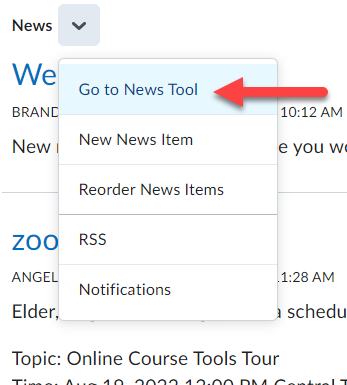 News
We
Go to News Tool
BRAND 10:12 AM
New News Item
New e you we
Reorder News Items
zoo
RSS
ANGEL 1:28 AM
Notifications
Elder, a schedu
Topic: Online Course Tools Tour